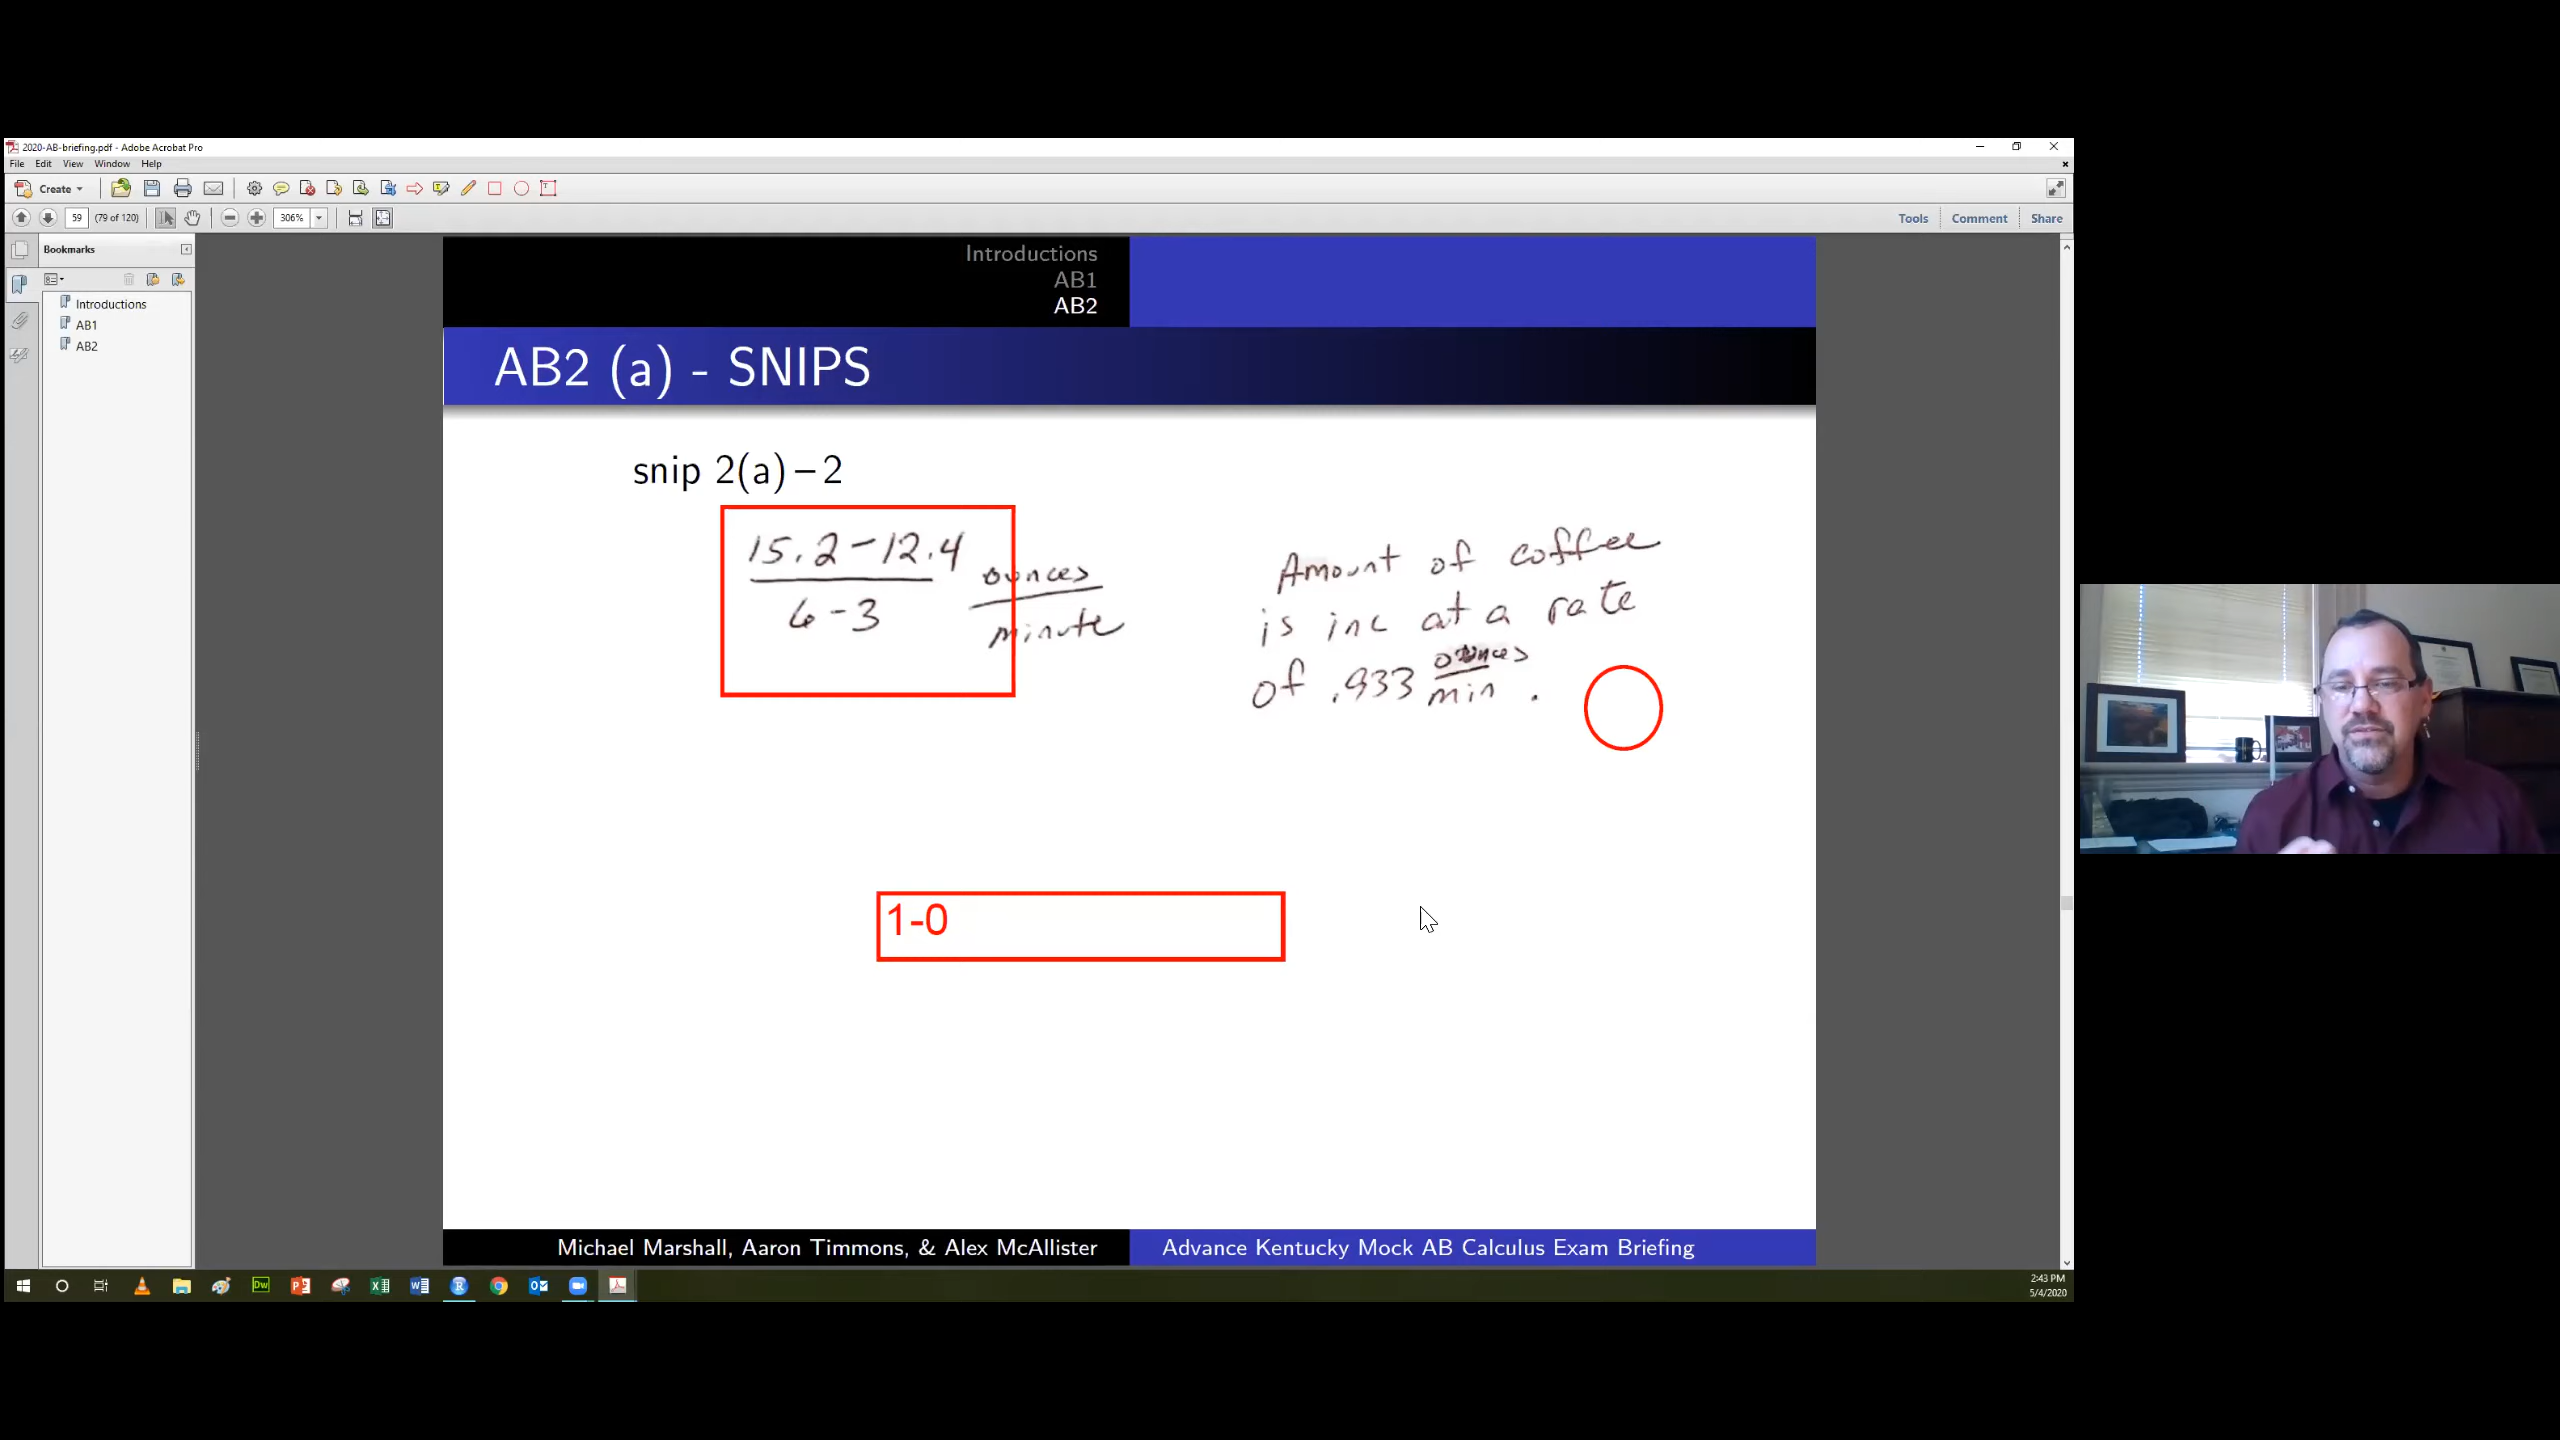 2020-AB-briefing.pdf - Adobe Acrobat Pro
File Edit View Window Help
Create
59 (79 of 120) 306% Tools Comment Share
Bookmarks
Introductions
AB1
AB2
Introductions
AB1
AB2
AB2 (a) - SNIPS
snip 2(a)–2
15.2-12.4
6-3
ounces
minute
Amount of coffee
is inc at a rate
of .933 ounces
min .
1-0
Michael Marshall, Aaron Timmons, & Alex McAllister
Advance Kentucky Mock AB Calculus Exam Briefing
2:43 PM
5/4/2020